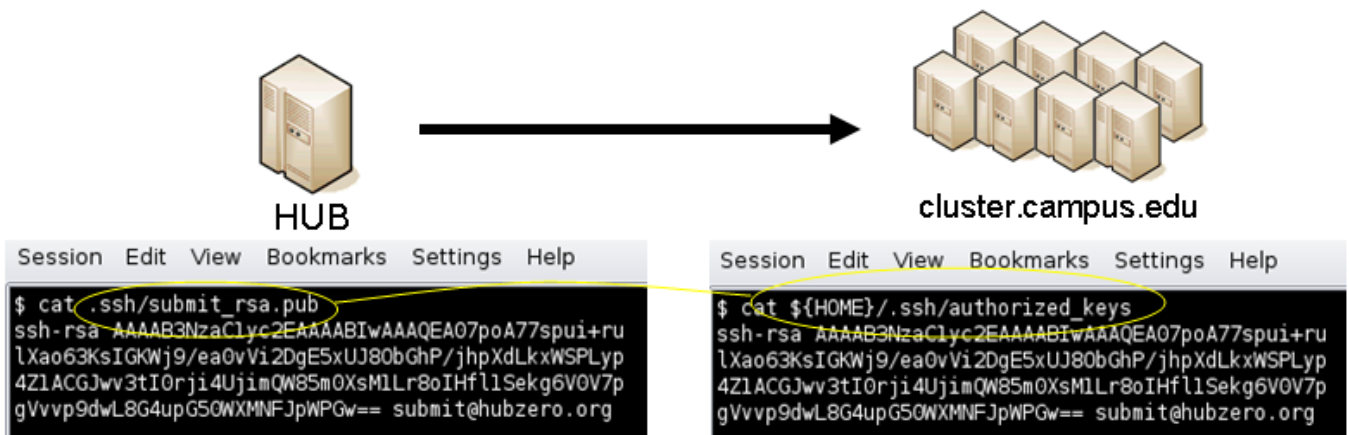 HUB
cluster.campus.edu
Session Edit View Bookmarks Settings Help
$ cat .ssh/submit_rsa.pub
ssh-rsa AAAAB3NzaC1yc2EAAAABIwAAAQEA07poA77spui+ru
lXao63KsIGKWj9/ea0vVi2DgE5xUJ80bGhP/jhpXdLkxWSPLyp
4Z1ACGJwv3tI0rji4UjimQW85m0XsM1Lr8oIHfl1Sekg6V0V7p
gVvvp9dwL8G4upG50WXMNFJpWPGw== submit@hubzero.org
Session Edit View Bookmarks Settings Help
$ cat ${HOME}/.ssh/authorized_keys
ssh-rsa AAAAB3NzaC1yc2EAAAABIwAAAQEA07poA77spui+ru
lXao63KsIGKWj9/ea0vVi2DgE5xUJ80bGhP/jhpXdLkxWSPLyp
4Z1ACGJwv3tI0rji4UjimQW85m0XsM1Lr8oIHfl1Sekg6V0V7p
gVvvp9dwL8G4upG50WXMNFJpWPGw== submit@hubzero.org